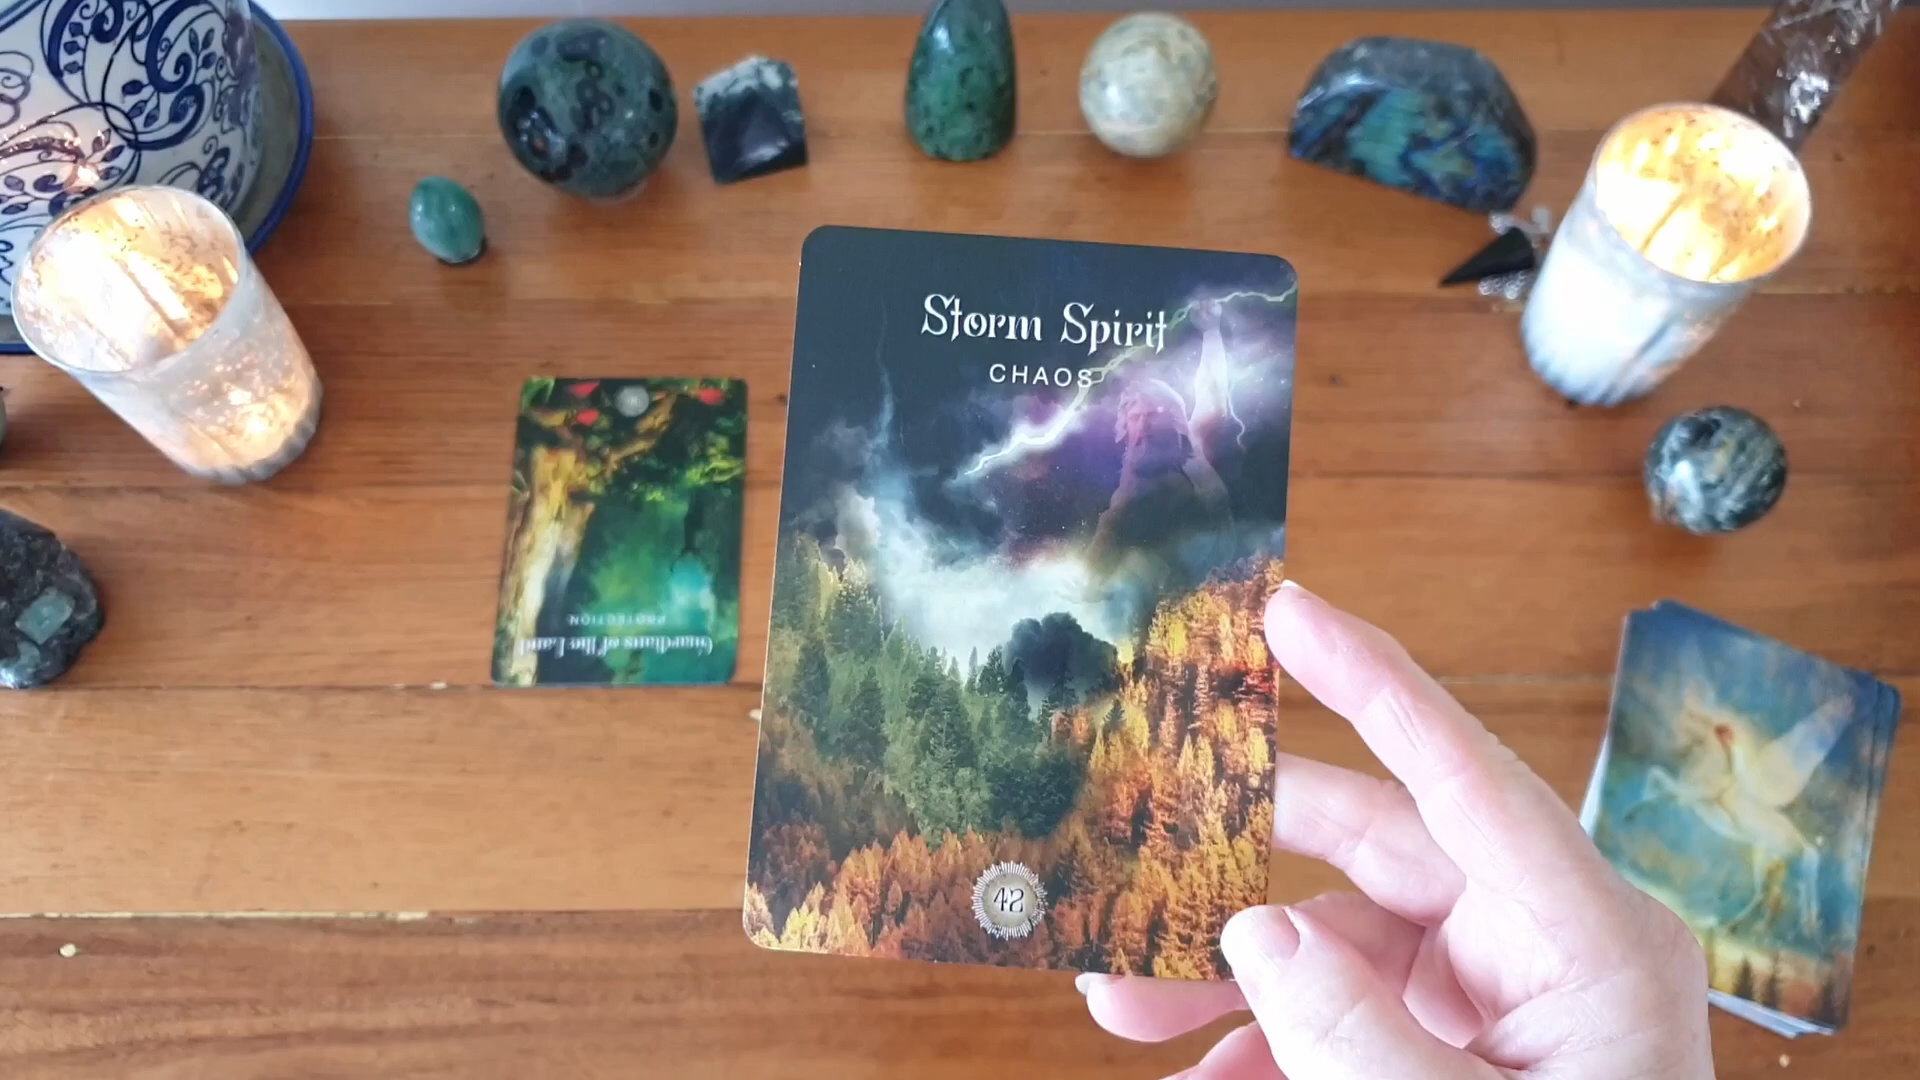 Storm Spirit
CHAOS
42
Guardians of the Land
PROTECTION